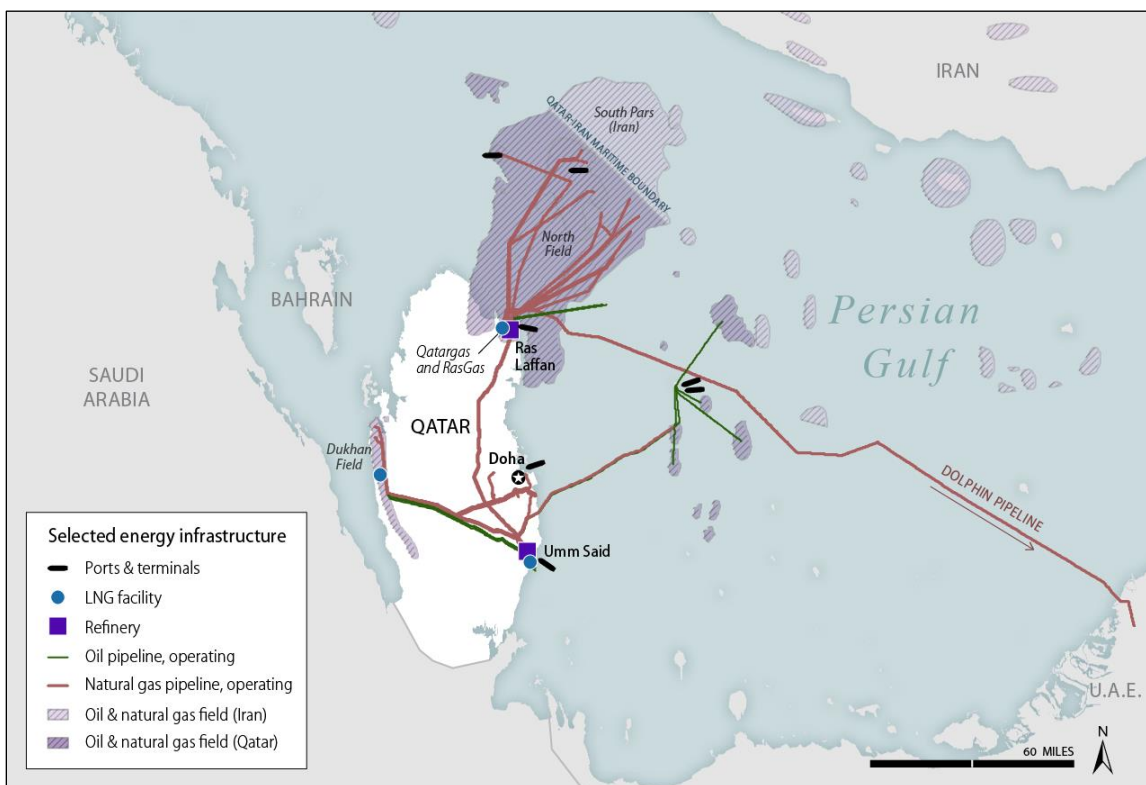 IRAN
South Pars
(Iran)
QATAR-IRAN MARITIME BOUNDARY
North
Field
BAHRAIN
Persian
Gulf
Qatargas
and RasGas
Ras
Laffan
SAUDI
ARABIA
QATAR
Dukhan
Field
Doha
DOLPHIN PIPELINE
Umm Said
U.A.E.
Selected energy infrastructure
Ports & terminals
LNG facility
Refinery
Oil pipeline, operating
Natural gas pipeline, operating
Oil & natural gas field (Iran)
Oil & natural gas field (Qatar)
N
60 MILES